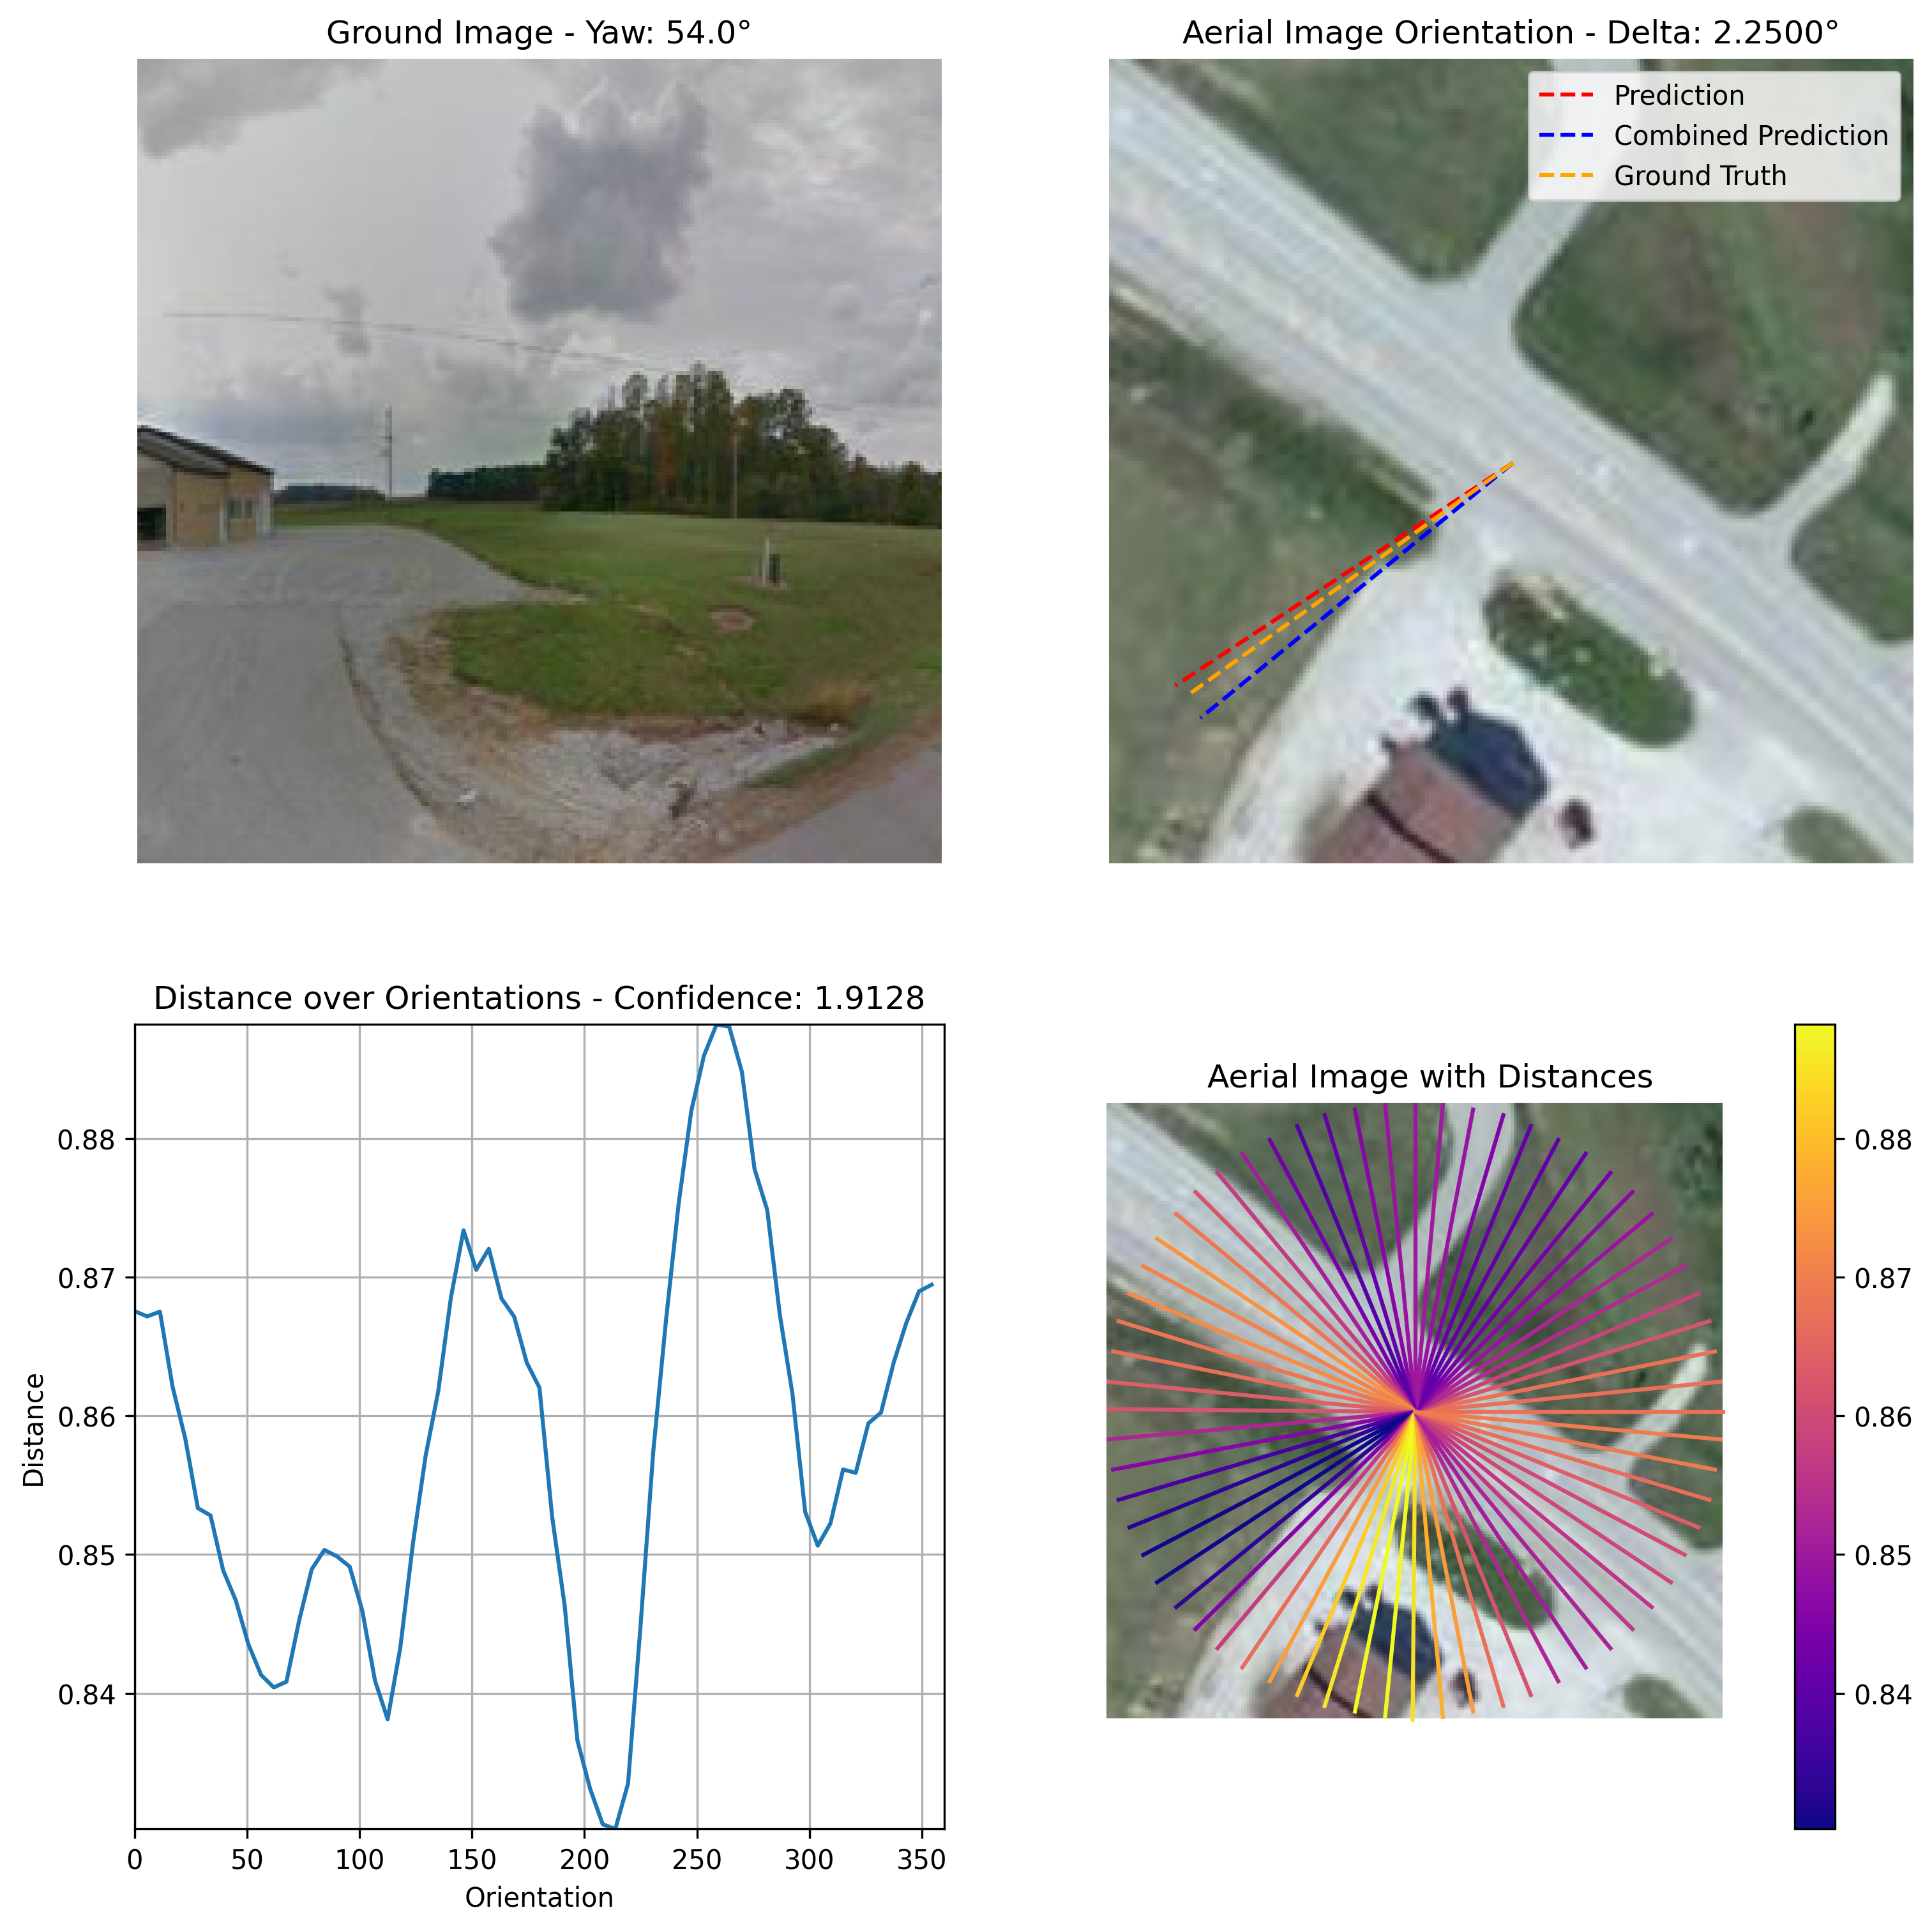 Ground Image - Yaw: 54.0°
Aerial Image Orientation - Delta: 2.2500°
Prediction
Combined Prediction
Ground Truth
Distance over Orientations - Confidence: 1.9128
0.88
0.87
0.86
0.85
0.84
Distance
0
50
100
150
200
250
300
350
Orientation
Aerial Image with Distances
0.88
0.87
0.86
0.85
0.84